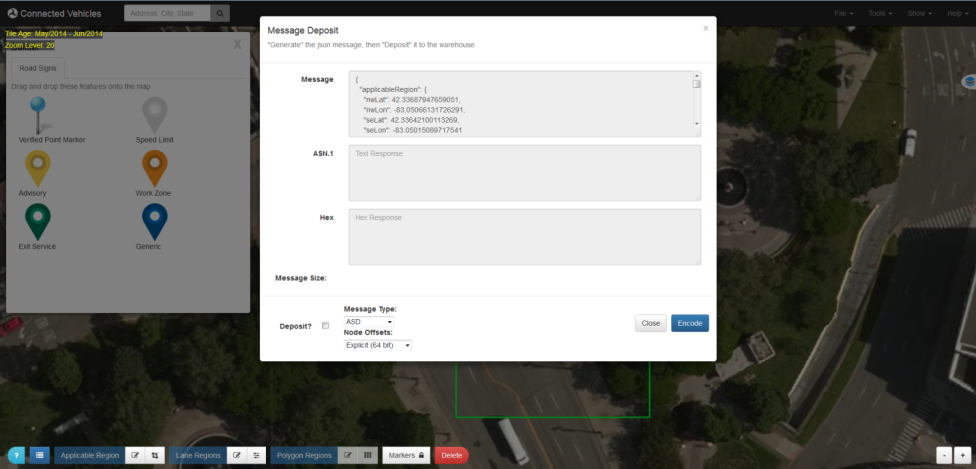 Connected Vehicles
Address, City, State
File
Tools
Show
Help
Tile Age: May/2014 - Jun/2014
Zoom Level: 20
X
Road Signs
Drag and drop these features onto the map
Verified Point Marker
Speed Limit
Advisory
Work Zone
Exit Service
Generic
Message Deposit
×
"Generate" the json message, then "Deposit" it to the warehouse
Message
{
"applicableRegion": {
"nwLat": 42.33687947659051,
"nwLon": -83.05066131726291,
"seLat": 42.33642100113269,
"seLon": -83.05015089717541
ASN.1
Text Response
Hex
Hex Response
Message Size:
Deposit?
Message Type:
ASD
Node Offsets:
Explicit (64 bit)
Close
Encode
?
Applicable Region
Lane Regions
Polygon Regions
Markers
Delete
-
+